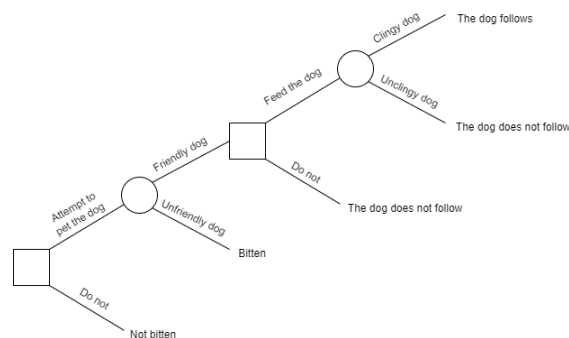 Clingy dog
The dog follows
Feed the dog
Unclingy dog
The dog does not follow
Friendly dog
Do not
The dog does not follow
Attempt to
pet the dog
Unfriendly dog
Bitten
Do not
Not bitten